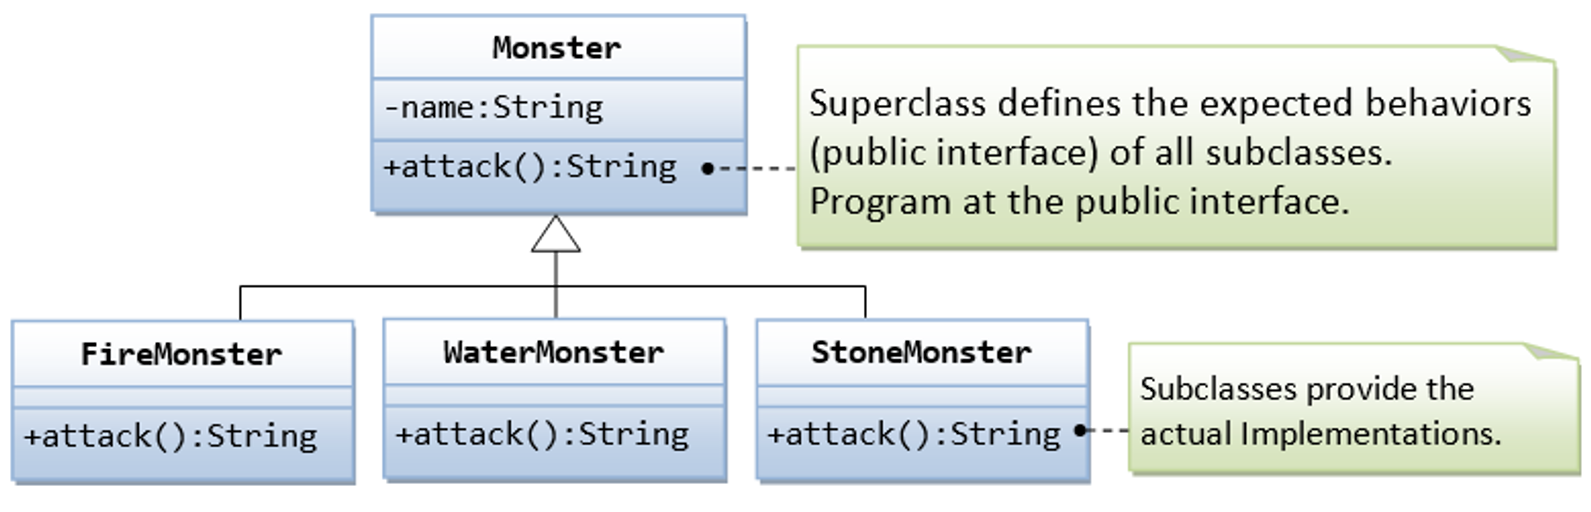 Monster
-name:String
+attack():String
Superclass defines the expected behaviors
(public interface) of all subclasses.
Program at the public interface.
FireMonster
+attack():String
WaterMonster
+attack():String
StoneMonster
+attack():String
Subclasses provide the
actual Implementations.